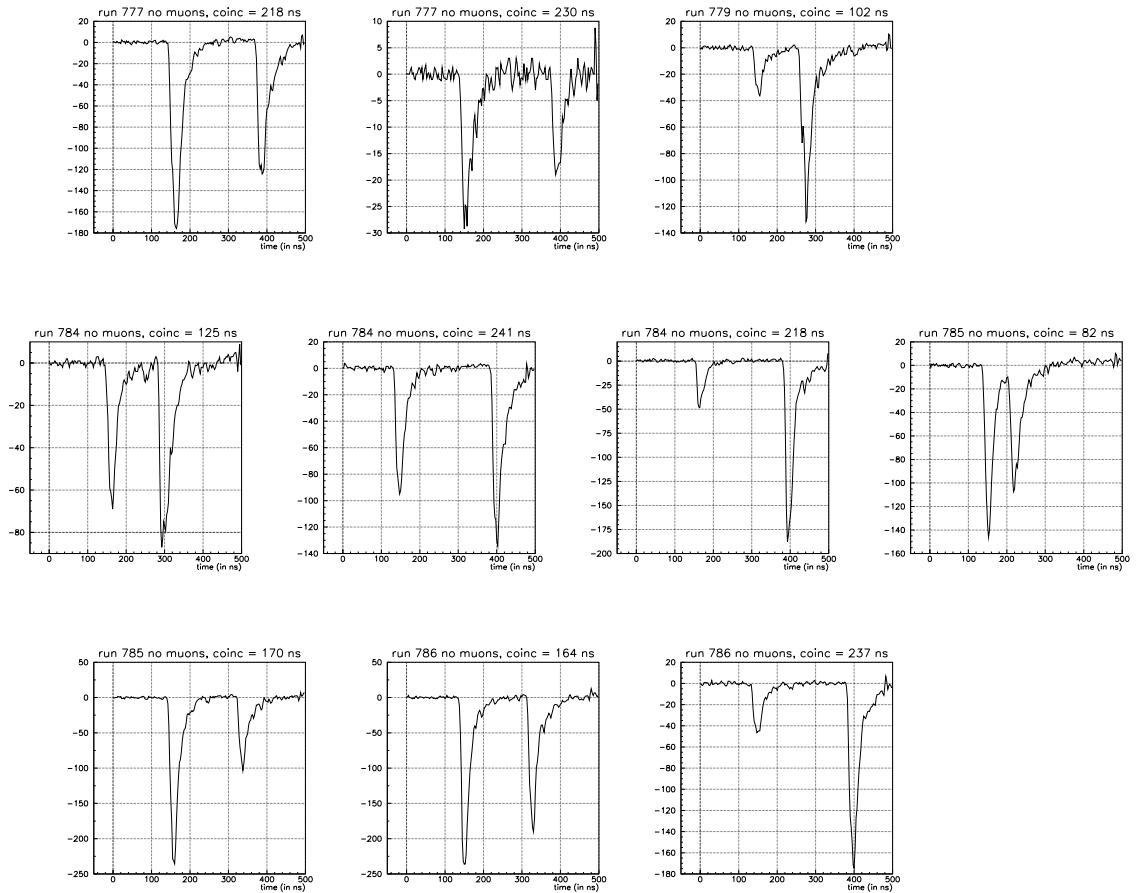 run 777 no muons, coinc = 218 ns
20
0
−20
−40
−60
−80
−100
−120
−140
−160
−180
0 100 200 300 400 500
time (in ns)
run 777 no muons, coinc = 230 ns
10
5
0
−5
−10
−15
−20
−25
−30
0 100 200 300 400 500
time (in ns)
run 779 no muons, coinc = 102 ns
20
0
−20
−40
−60
−80
−100
−120
−140
0 100 200 300 400 500
time (in ns)
run 784 no muons, coinc = 125 ns
0
−20
−40
−60
−80
0 100 200 300 400 500
time (in ns)
run 784 no muons, coinc = 241 ns
20
0
−20
−40
−60
−80
−100
−120
−140
0 100 200 300 400 500
time (in ns)
run 784 no muons, coinc = 218 ns
0
−25
−50
−75
−100
−125
−150
−175
−200
0 100 200 300 400 500
time (in ns)
run 785 no muons, coinc = 82 ns
20
0
−20
−40
−60
−80
−100
−120
−140
−160
0 100 200 300 400 500
time (in ns)
run 785 no muons, coinc = 170 ns
50
0
−50
−100
−150
−200
−250
0 100 200 300 400 500
time (in ns)
run 786 no muons, coinc = 164 ns
50
0
−50
−100
−150
−200
−250
0 100 200 300 400 500
time (in ns)
run 786 no muons, coinc = 237 ns
20
0
−20
−40
−60
−80
−100
−120
−140
−160
−180
0 100 200 300 400 500
time (in ns)